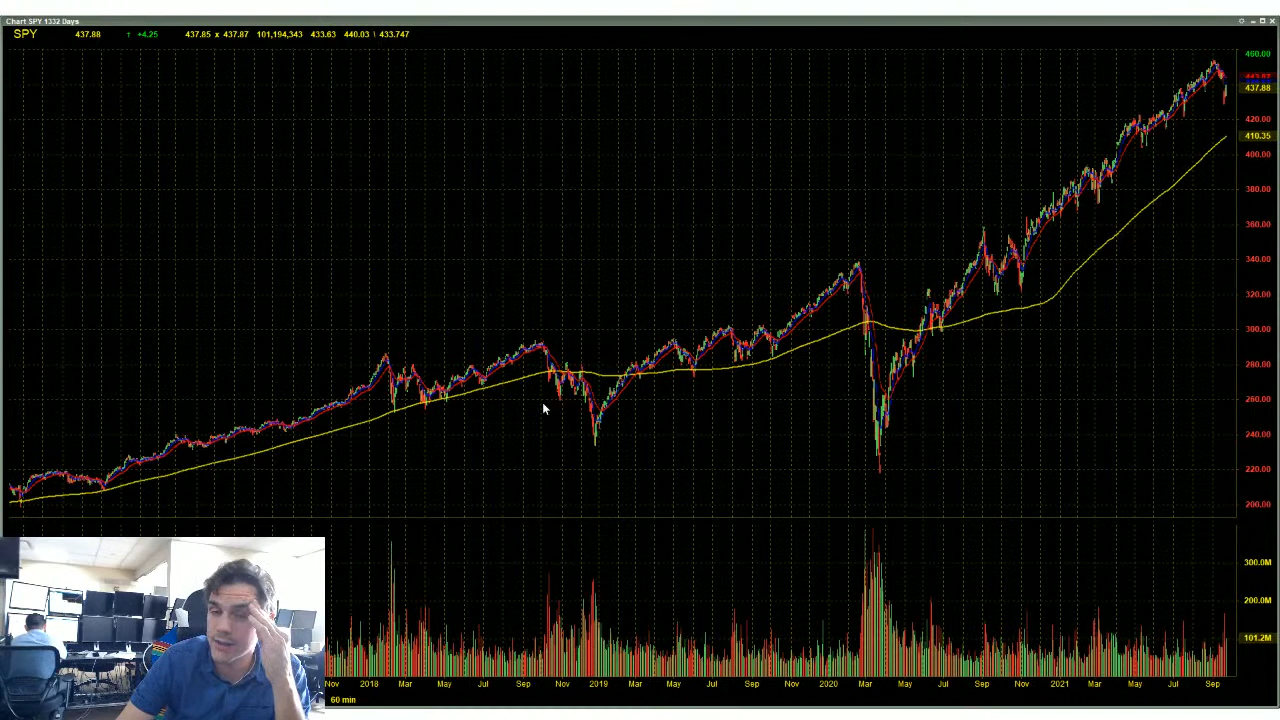 Chart SPY 1332 Days
SPY 437.88 ↑ +4.25 437.85 x 437.87 101,194,343 433.63 440.03 \ 433.747
460.00
437.88
420.00
410.35
400.00
380.00
360.00
340.00
320.00
300.00
280.00
260.00
240.00
220.00
200.00
300.0M
200.0M
101.2M
Nov 2018 Mar May Jul Sep Nov 2019 Mar May Jul Sep Nov 2020 Mar May Jul Sep Nov 2021 Mar May Jul Sep
60 min